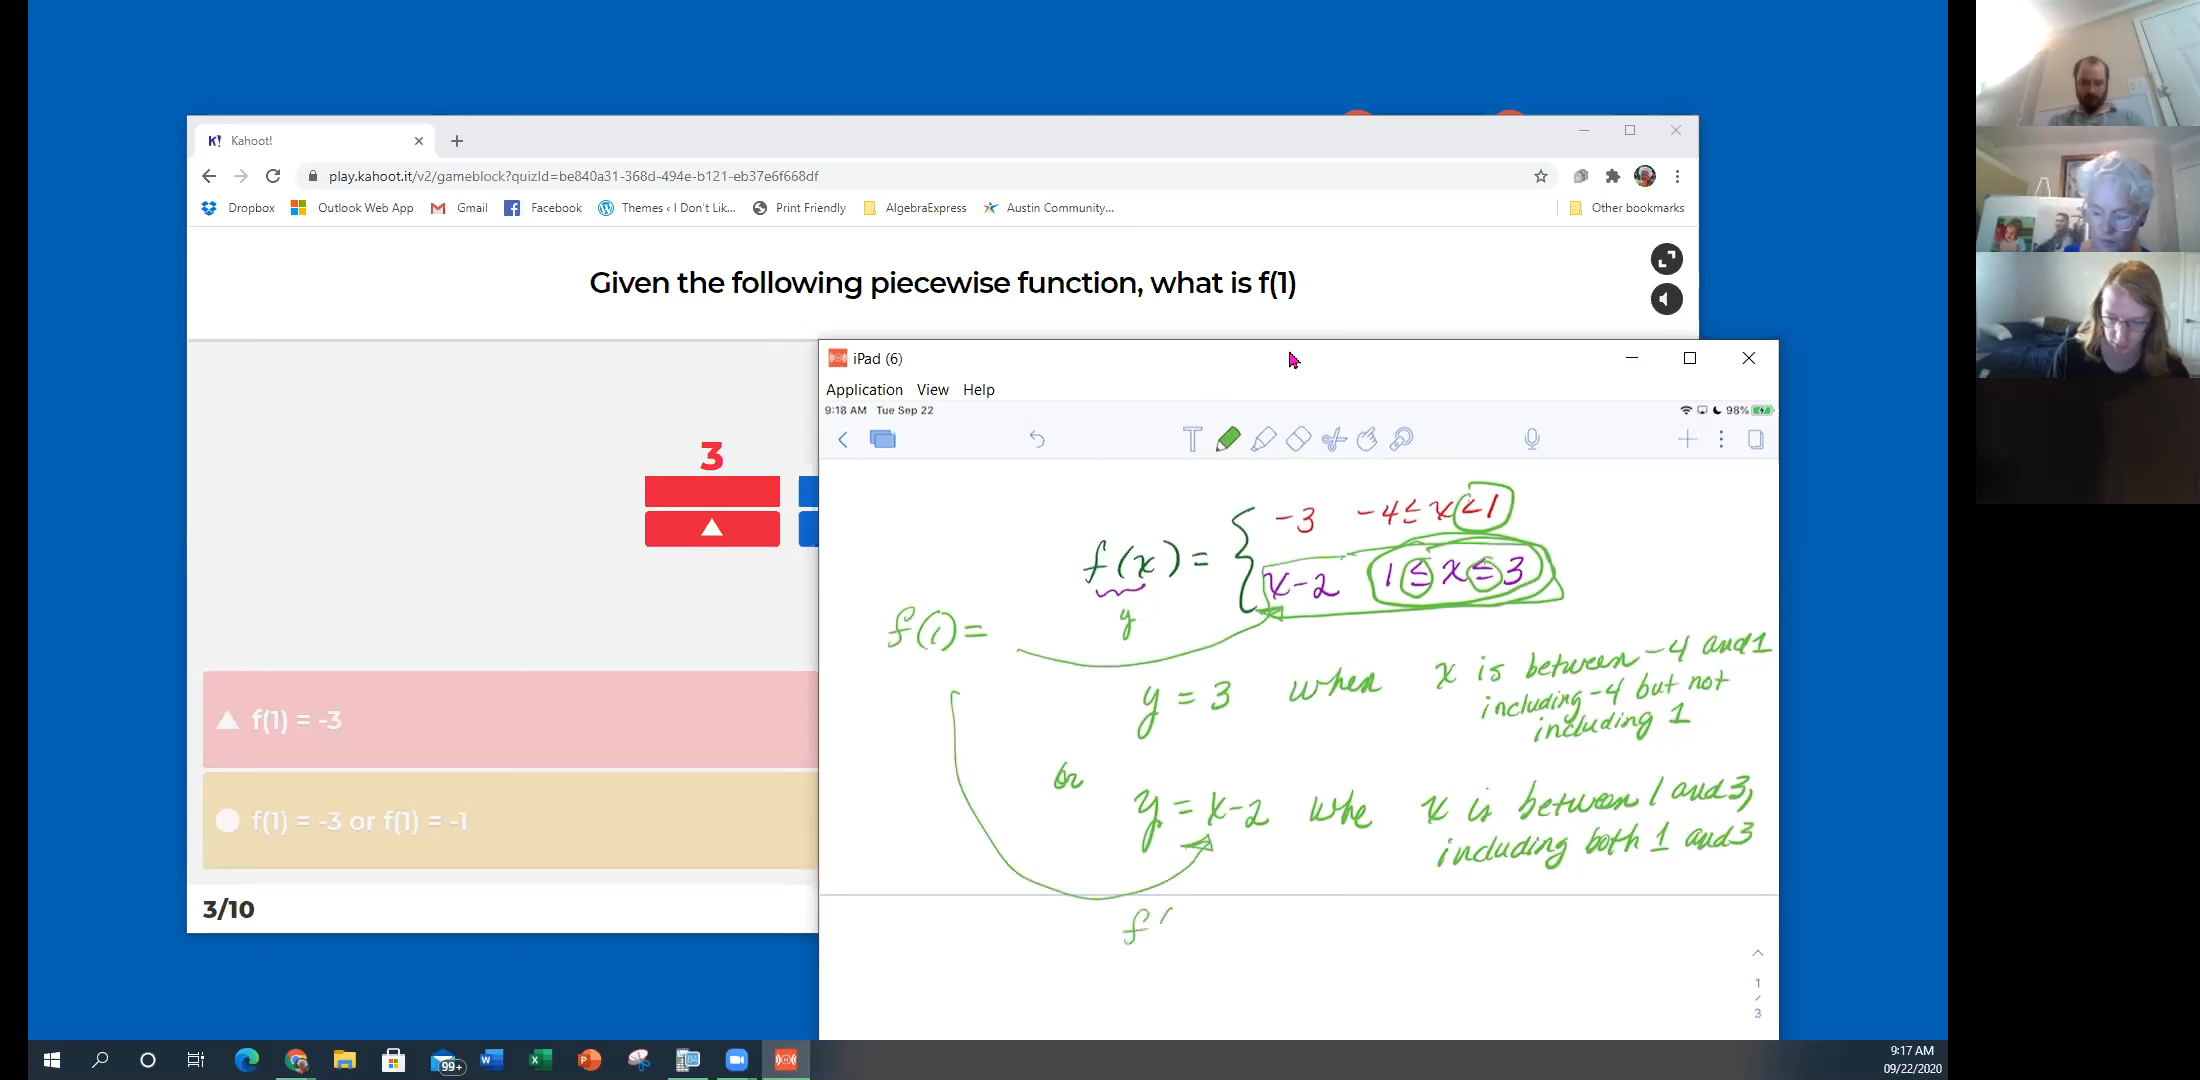 K! Kahoot!
play.kahoot.it/v2/gameblock?quizId=be840a31-368d-494e-b121-eb37e6f668df
Dropbox Outlook Web App Gmail Facebook Themes ‹ I Don't Lik... Print Friendly AlgebraExpress Austin Community... Other bookmarks
Given the following piecewise function, what is f(1)
3
f(1) = -3
f(1) = -3 or f(1) = -1
3/10
iPad (6)
Application View Help
9:18 AM Tue Sep 22 98%
f(x) = { -3 -4 ≤ x < 1
x-2 1 ≤ x ≤ 3
y
f(1) =
y = 3 when x is between -4 and 1
including -4 but not
including 1
or
y = x-2 whe x is between 1 and 3,
including both 1 and 3
f(
1
/
3
99+
9:17 AM
09/22/2020